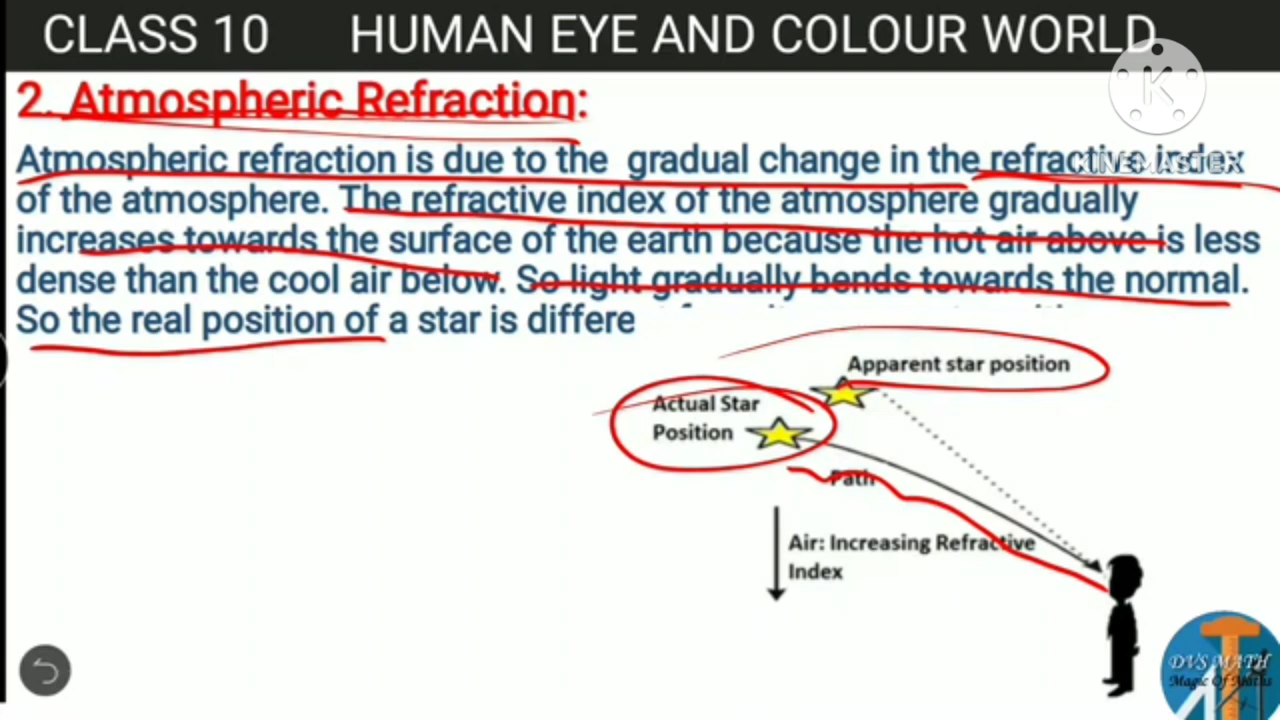 CLASS 10 HUMAN EYE AND COLOUR WORLD
K
KINEMASTER
2. Atmospheric Refraction:
Atmospheric refraction is due to the gradual change in the refractive index
of the atmosphere. The refractive index of the atmosphere gradually
increases towards the surface of the earth because the hot air above is less
dense than the cool air below. So light gradually bends towards the normal.
So the real position of a star is differe
Apparent star position
Actual Star
Position
Path
Air: Increasing Refractive
Index
DVS MATH
Magic Of Maths